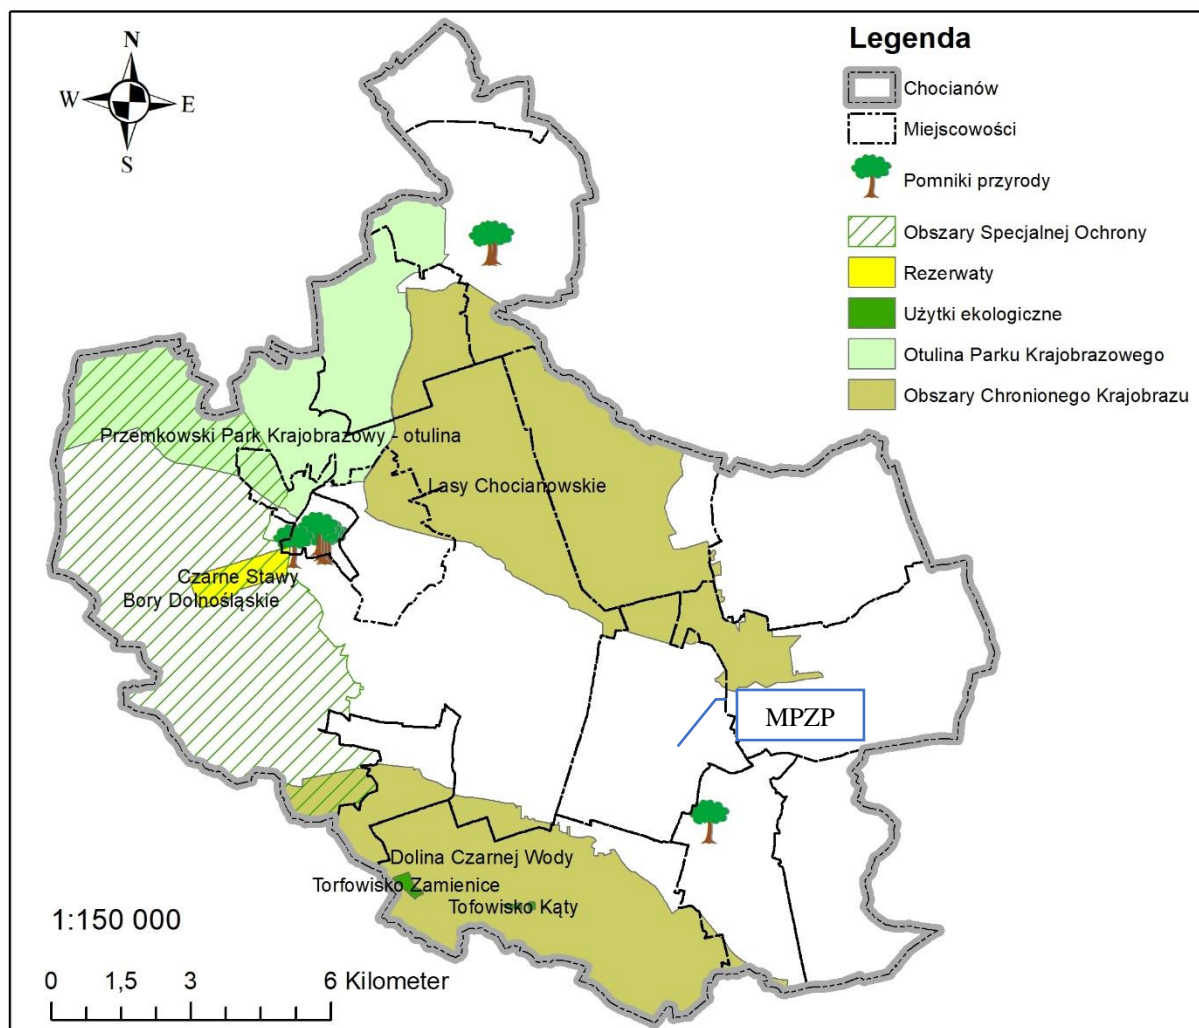 N
W E
S
Legenda
Chocianów
Miejscowości
Pomniki przyrody
Obszary Specjalnej Ochrony
Rezerwaty
Użytki ekologiczne
Otulina Parku Krajobrazowego
Obszary Chronionego Krajobrazu
Przemkowski Park Krajobrazowy - otulina
Lasy Chocianowskie
Czarne Stawy
Bory Dolnośląskie
MPZP
Dolina Czarnej Wody
Torfowisko Zamienice
Tofowisko Kąty
1:150 000
0 1,5 3 6 Kilometer